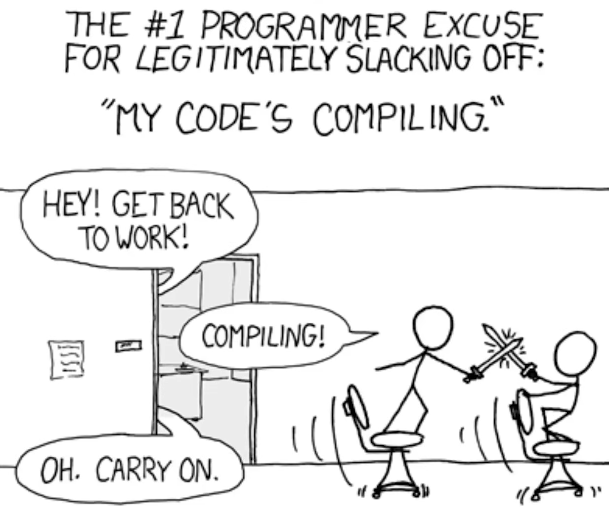 THE #1 PROGRAMMER EXCUSE
FOR LEGITIMATELY SLACKING OFF:
"MY CODE'S COMPILING."
HEY! GET BACK
TO WORK!
COMPILING!
OH. CARRY ON.